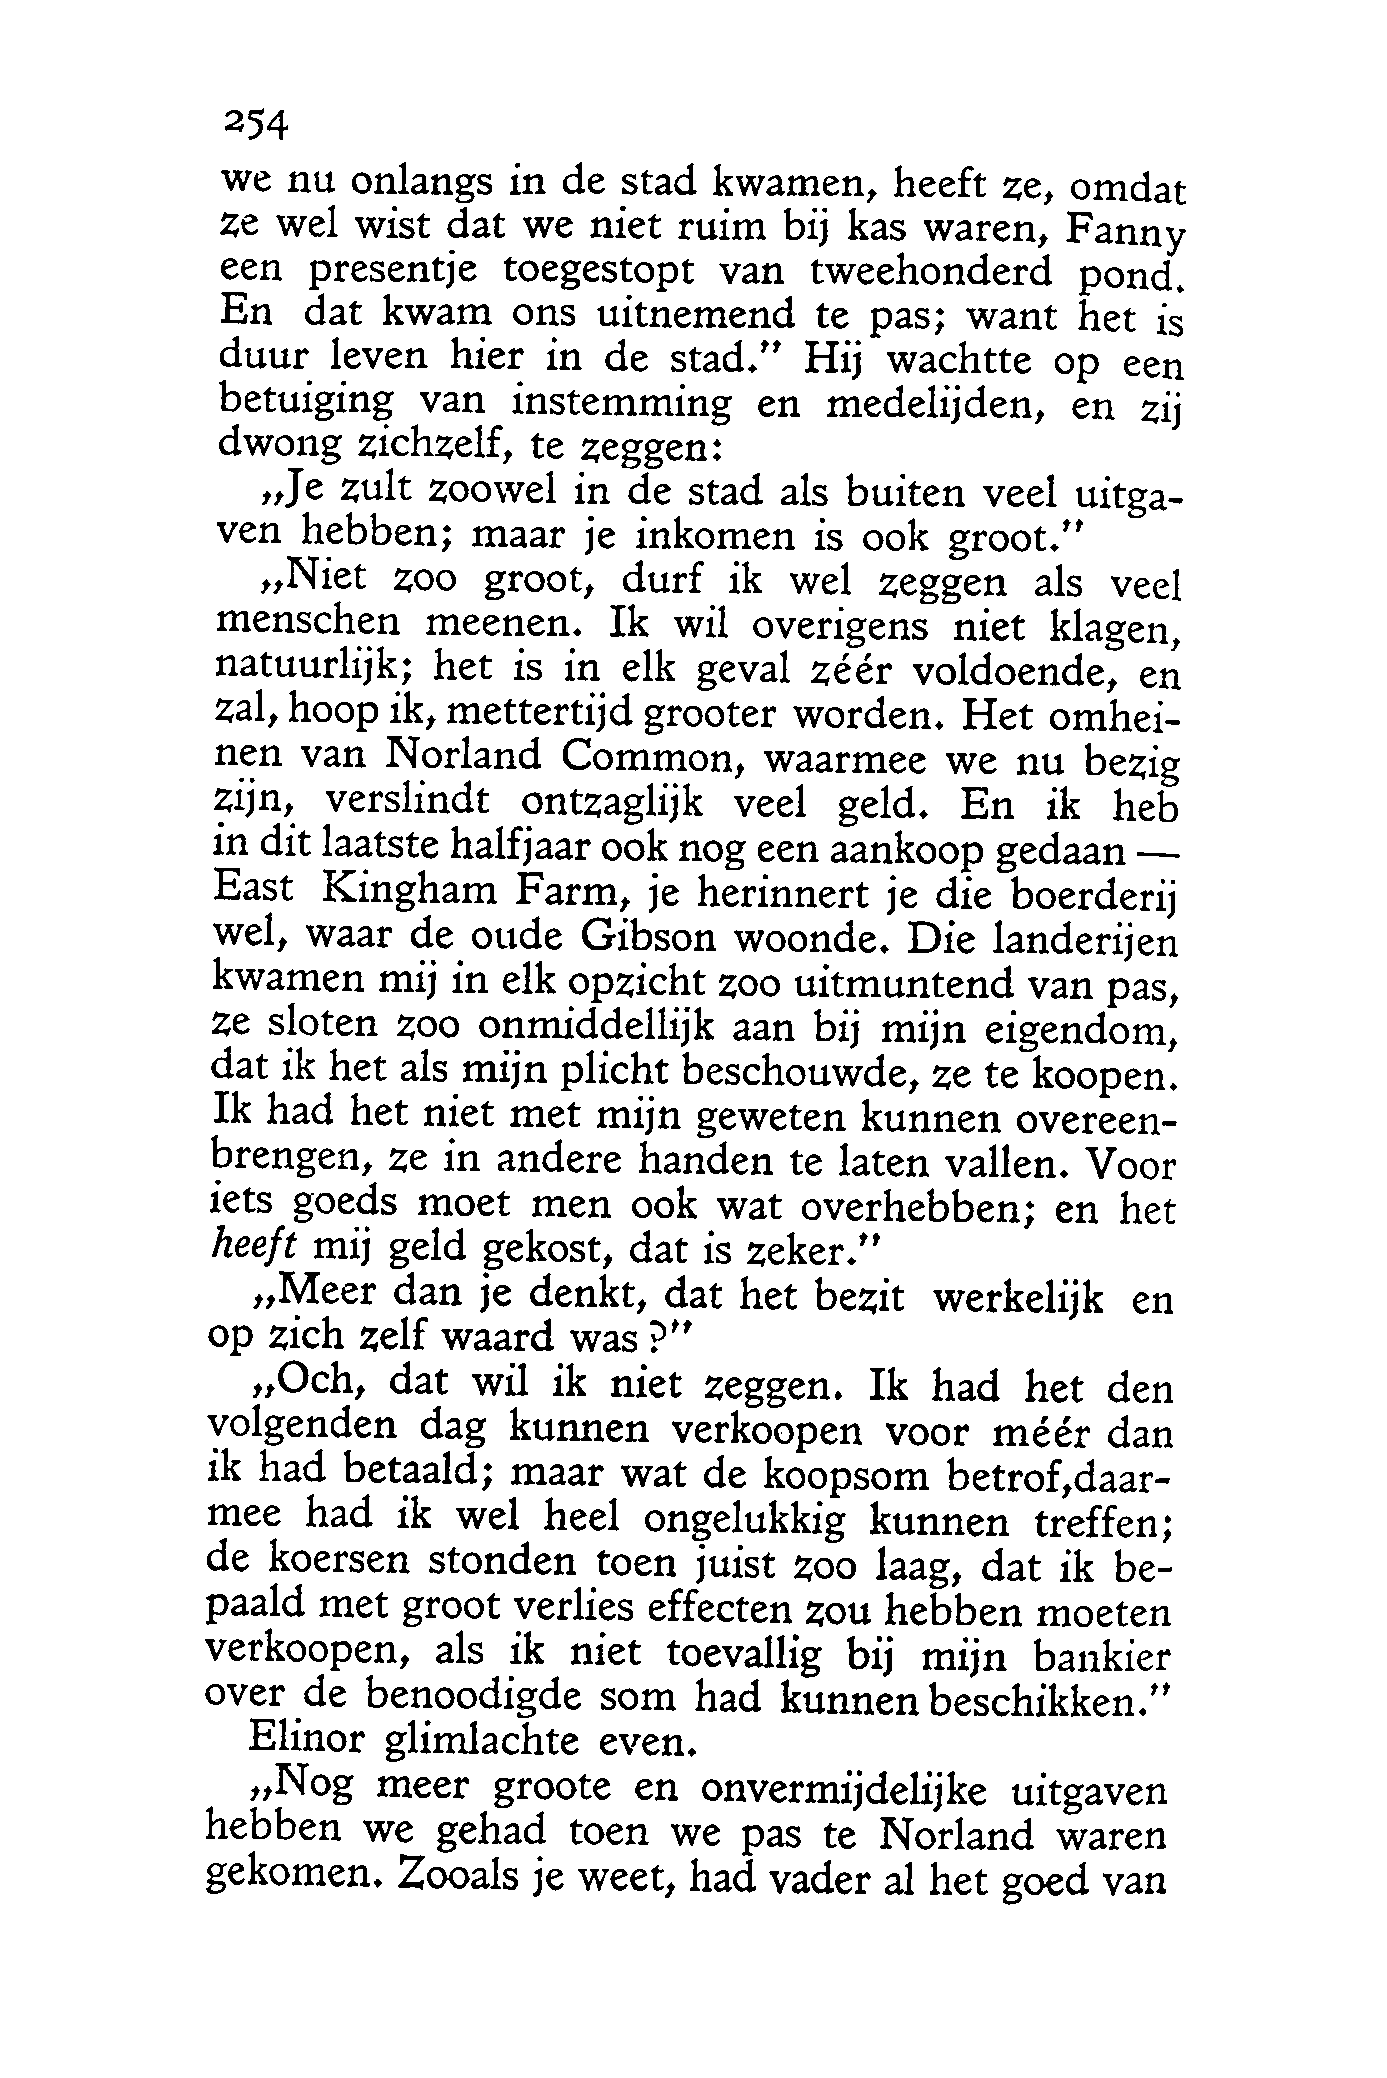 254
we nu onlangs in de stad kwamen, heeft ze, omdat
ze wel wist dat we niet ruim bij kas waren, Fanny
een presentje toegestopt van tweehonderd pond.
En dat kwam ons uitnemend te pas; want het is
duur leven hier in de stad.” Hij wachtte op een
betuiging van instemming en medelijden, en zij
dwong zichzelf, te zeggen:
„Je zult zoowel in de stad als buiten veel uitga-
ven hebben; maar je inkomen is ook groot.”
„Niet zoo groot, durf ik wel zeggen als veel
menschen meenen. Ik wil overigens niet klagen,
natuurlijk; het is in elk geval zéér voldoende, en
zal, hoop ik, mettertijd grooter worden. Het omhei-
nen van Norland Common, waarmee we nu bezig
zijn, verslindt ontzaglijk veel geld. En ik heb
in dit laatste halfjaar ook nog een aankoop gedaan —
East Kingham Farm, je herinnert je die boerderij
wel, waar de oude Gibson woonde. Die landerijen
kwamen mij in elk opzicht zoo uitmuntend van pas,
ze sloten zoo onmiddellijk aan bij mijn eigendom,
dat ik het als mijn plicht beschouwde, ze te koopen.
Ik had het niet met mijn geweten kunnen overeen-
brengen, ze in andere handen te laten vallen. Voor
iets goeds moet men ook wat overhebben; en het
heeft mij geld gekost, dat is zeker.”
„Meer dan je denkt, dat het bezit werkelijk en
op zich zelf waard was?”
„Och, dat wil ik niet zeggen. Ik had het den
volgenden dag kunnen verkoopen voor méér dan
ik had betaald; maar wat de koopsom betrof,daar-
mee had ik wel heel ongelukkig kunnen treffen;
de koersen stonden toen juist zoo laag, dat ik be-
paald met groot verlies effecten zou hebben moeten
verkoopen, als ik niet toevallig bij mijn bankier
over de benoodigde som had kunnen beschikken.”
Elinor glimlachte even.
„Nog meer groote en onvermijdelijke uitgaven
hebben we gehad toen we pas te Norland waren
gekomen. Zooals je weet, had vader al het goed van